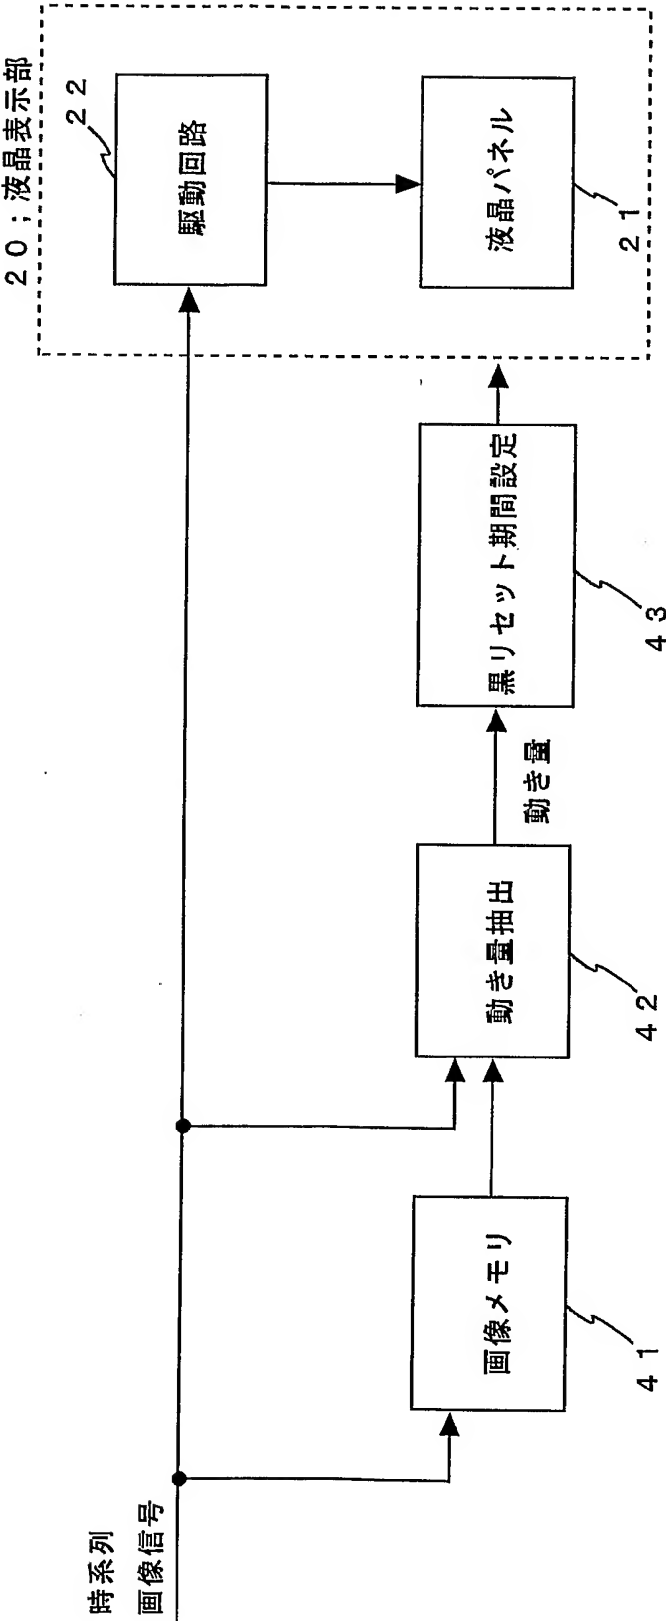 時系列
画像信号
20；液晶表示部
22
駆動回路
液晶パネル
21
画像メモリ
41
動き量抽出
42
動き量
黒リセット期間設定
43